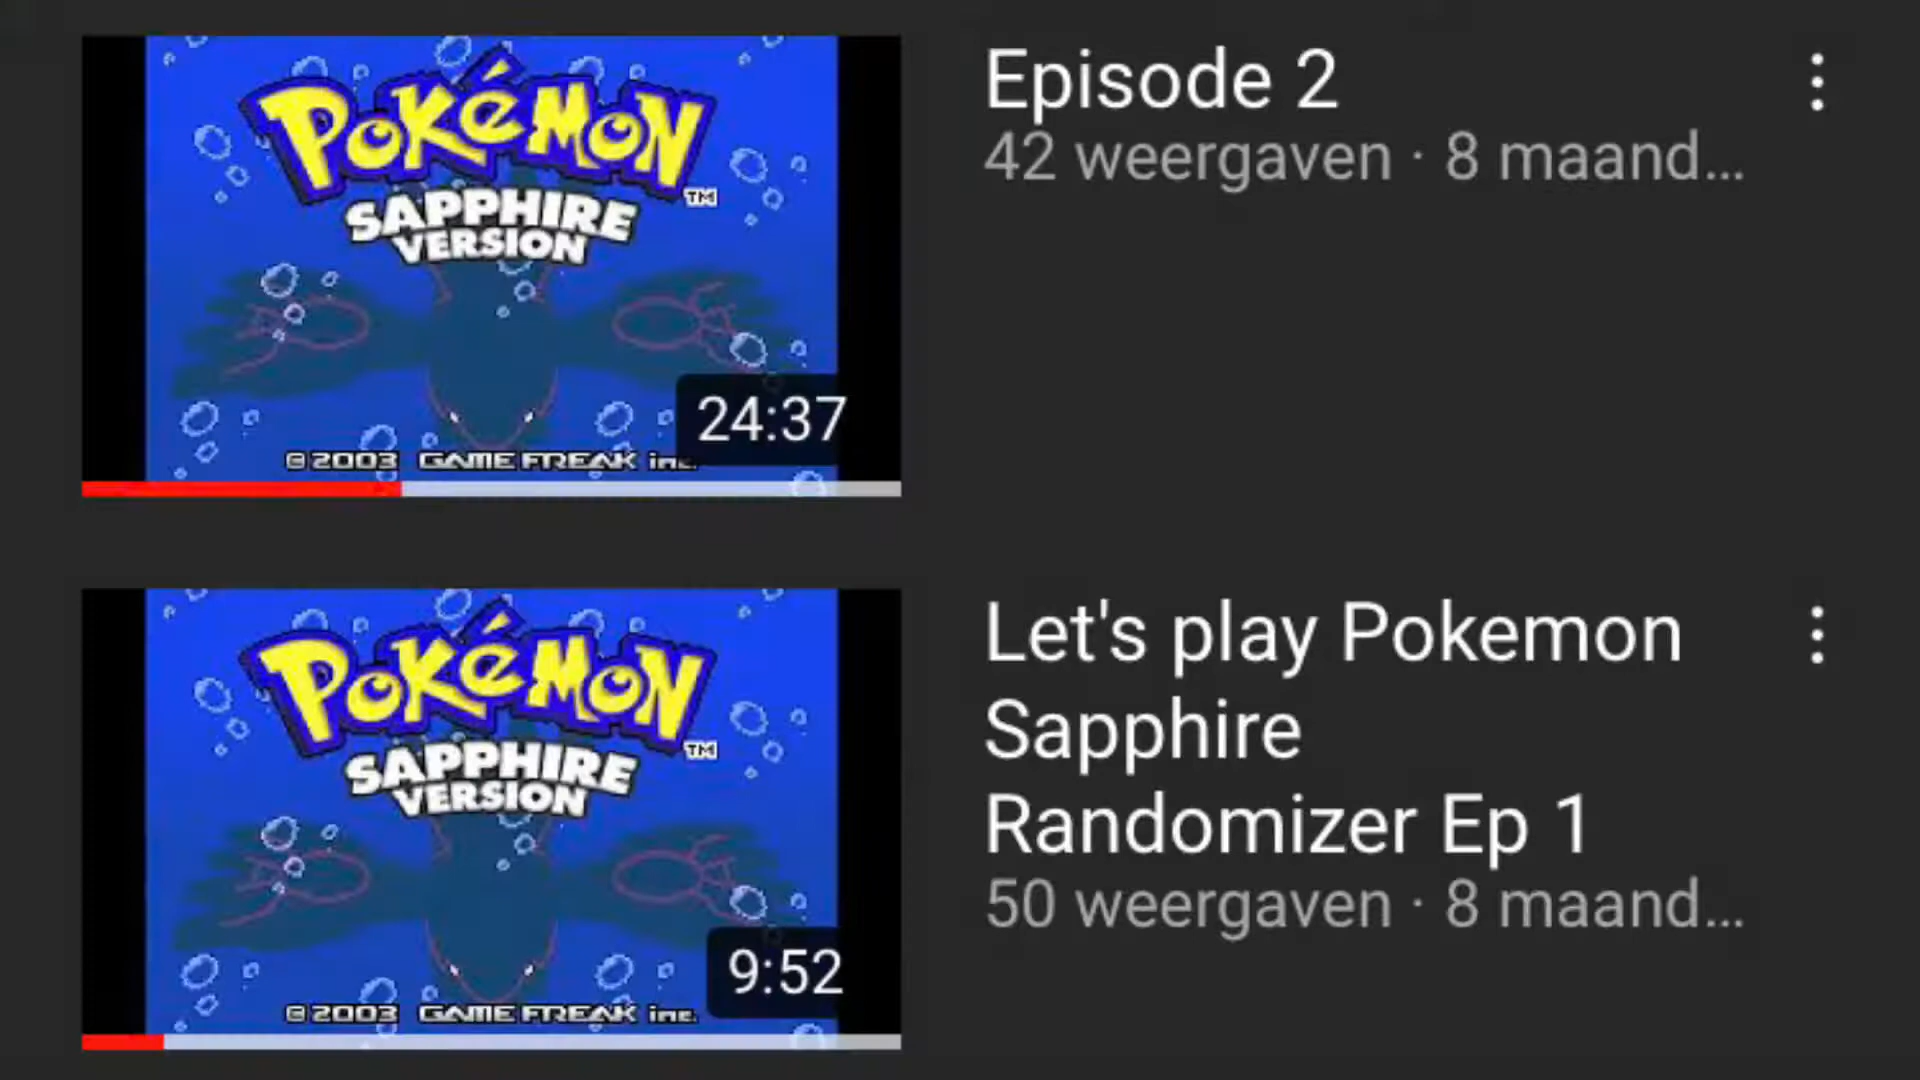 POKéMON
TM
SAPPHIRE
VERSION
24:37
©2003 GAME FREAK inc.
Episode 2
42 weergaven · 8 maand...
POKéMON
TM
SAPPHIRE
VERSION
9:52
©2003 GAME FREAK inc.
Let's play Pokemon
Sapphire
Randomizer Ep 1
50 weergaven · 8 maand...